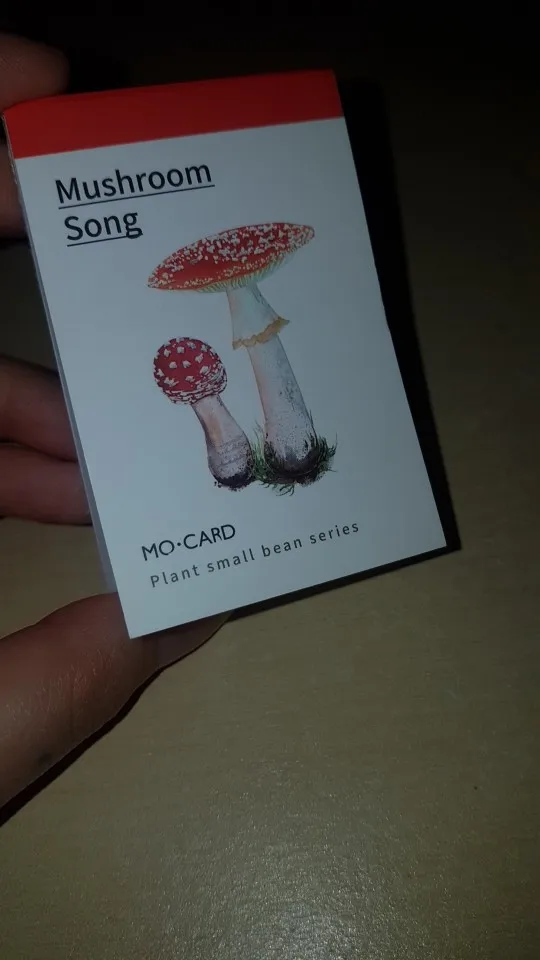 Mushroom
Song
MO·CARD
Plant small bean series